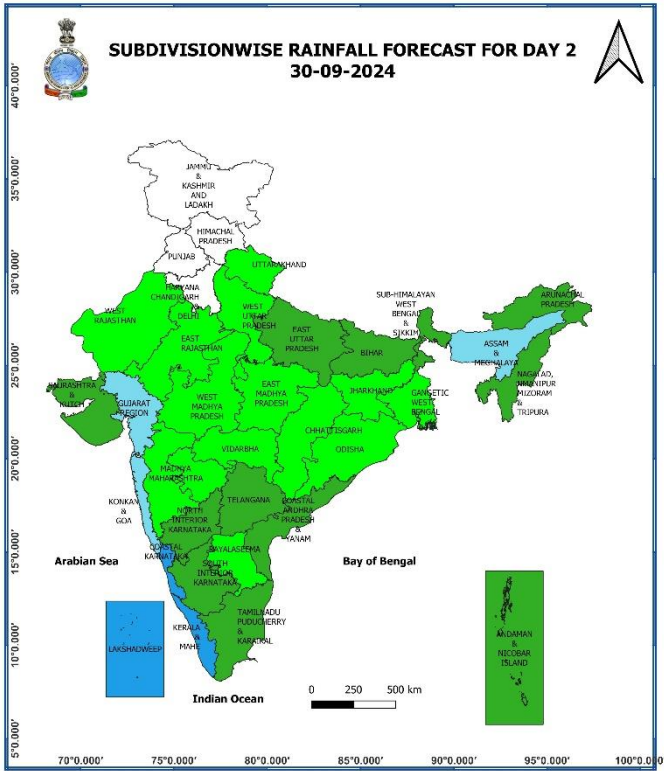 SUBDIVISIONWISE RAINFALL FORECAST FOR DAY 2
30-09-2024
40°0.000'
35°0.000'
30°0.000'
25°0.000'
20°0.000'
15°0.000'
10°0.000'
5°0.000'
JAMMU
&
KASHMIR
AND
LADAKH
HIMACHAL
PRADESH
PUNJAB
UTTARAKHAND
HARYANA
CHANDIGARH
DELHI
WEST
RAJASTHAN
WEST
UTTAR
PRADESH
EAST
RAJASTHAN
EAST
UTTAR
PRADESH
BIHAR
SUB-HIMALAYAN
WEST
BENGAL
&
SIKKIM
ARUNACHAL
PRADESH
ASSAM
&
MEGHALAYA
NAGALAD,
MANIPUR
MIZORAM
&
TRIPURA
SAURASHTRA
&
KUTCH
GUJARAT
REGION
WEST
MADHYA
PRADESH
EAST
MADHYA
PRADESH
JHARKHAND
GANGETIC
WEST
BENGAL
CHHATTISGARH
ODISHA
VIDARBHA
MADHYA
MAHARASHTRA
KONKAN
&
GOA
TELANGANA
NORTH
INTERIOR
KARNATAKA
COASTAL
ANDHRA
PRADESH
&
YANAM
COASTAL
KARNATAKA
RAYALASEEMA
SOUTH
INTERIOR
KARNATAKA
Arabian Sea
Bay of Bengal
LAKSHADWEEP
KERALA
&
MAHE
TAMILNADU
PUDUCHERRY
&
KARAIKAL
ANDAMAN
&
NICOBAR
ISLAND
Indian Ocean
0 250 500 km
70°0.000' 75°0.000' 80°0.000' 85°0.000' 90°0.000' 95°0.000' 100°0.000'